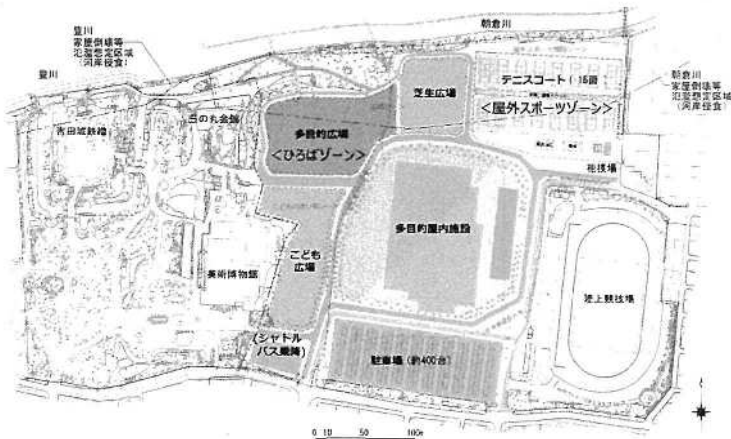 朝倉川
豊川
家屋倒壊等
氾濫想定区域
(河岸侵食)
豊川
芝生広場
テニスコート(16面)
<屋外スポーツゾーン>
朝倉川
家屋倒壊等
氾濫想定区域
(河岸侵食)
吉田城鉄櫓
三の丸会館
多目的広場
<ひろばゾーン>
相撲場
多目的屋内施設
こども
広場
美術博物館
陸上競技場
(シャトル
バス乗降)
駐車場(約400台)
0 10 50 100m